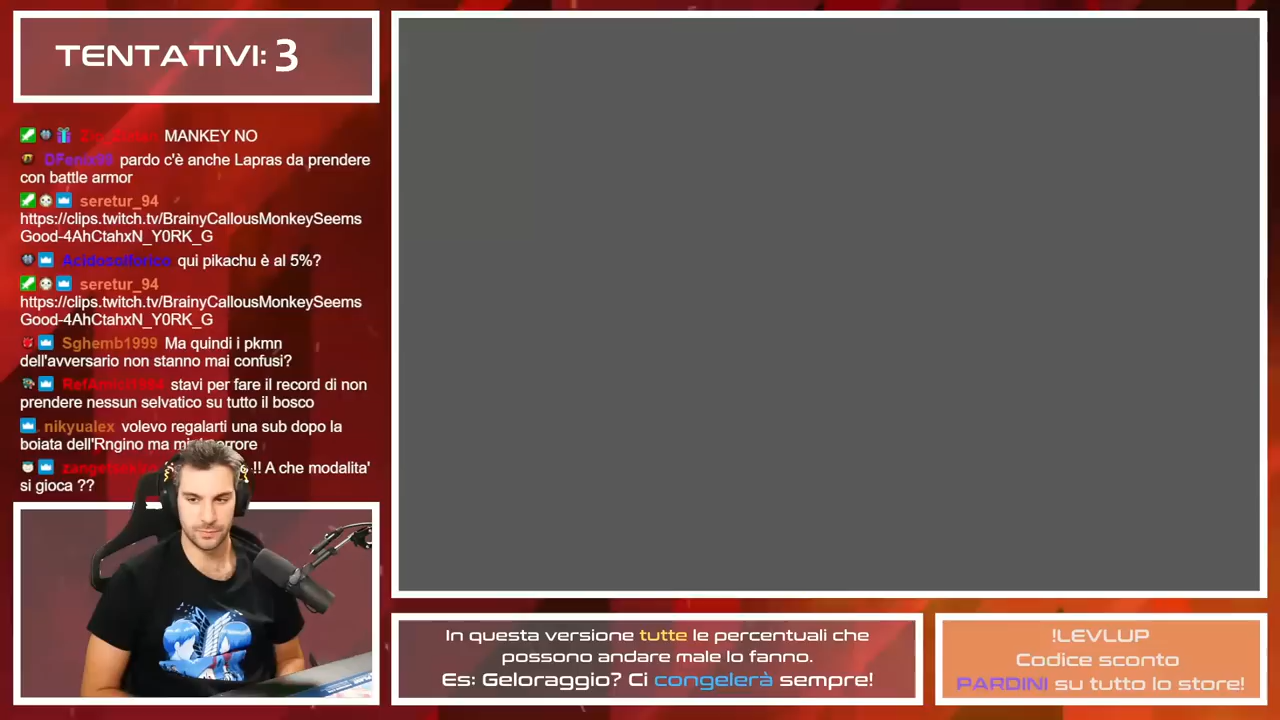 TENTATIVI: 3
MANKEY NO
pardo c'è anche Lapras da prendere
con battle armor
seretur_94
https://clips.twitch.tv/BrainyCallousMonkeySeems
Good-4AhCtahxN_Y0RK_G
qui pikachu è al 5%?
seretur_94
https://clips.twitch.tv/BrainyCallousMonkeySeems
Good-4AhCtahxN_Y0RK_G
Sghemb1999 Ma quindi i pkmn
dell'avversario non stanno mai confusi?
RefAmici1994 stavi per fare il record di non
prendere nessun selvatico su tutto il bosco
nikyualex volevo regalarti una sub dopo la
boiata dell'Rngino ma
!! A che modalita'
si gioca ??
In questa versione tutte le percentuali che
possono andare male lo fanno.
Es: Geloraggio? Ci congelerà sempre!
!LEVLUP
Codice sconto
PARDINI su tutto lo store!